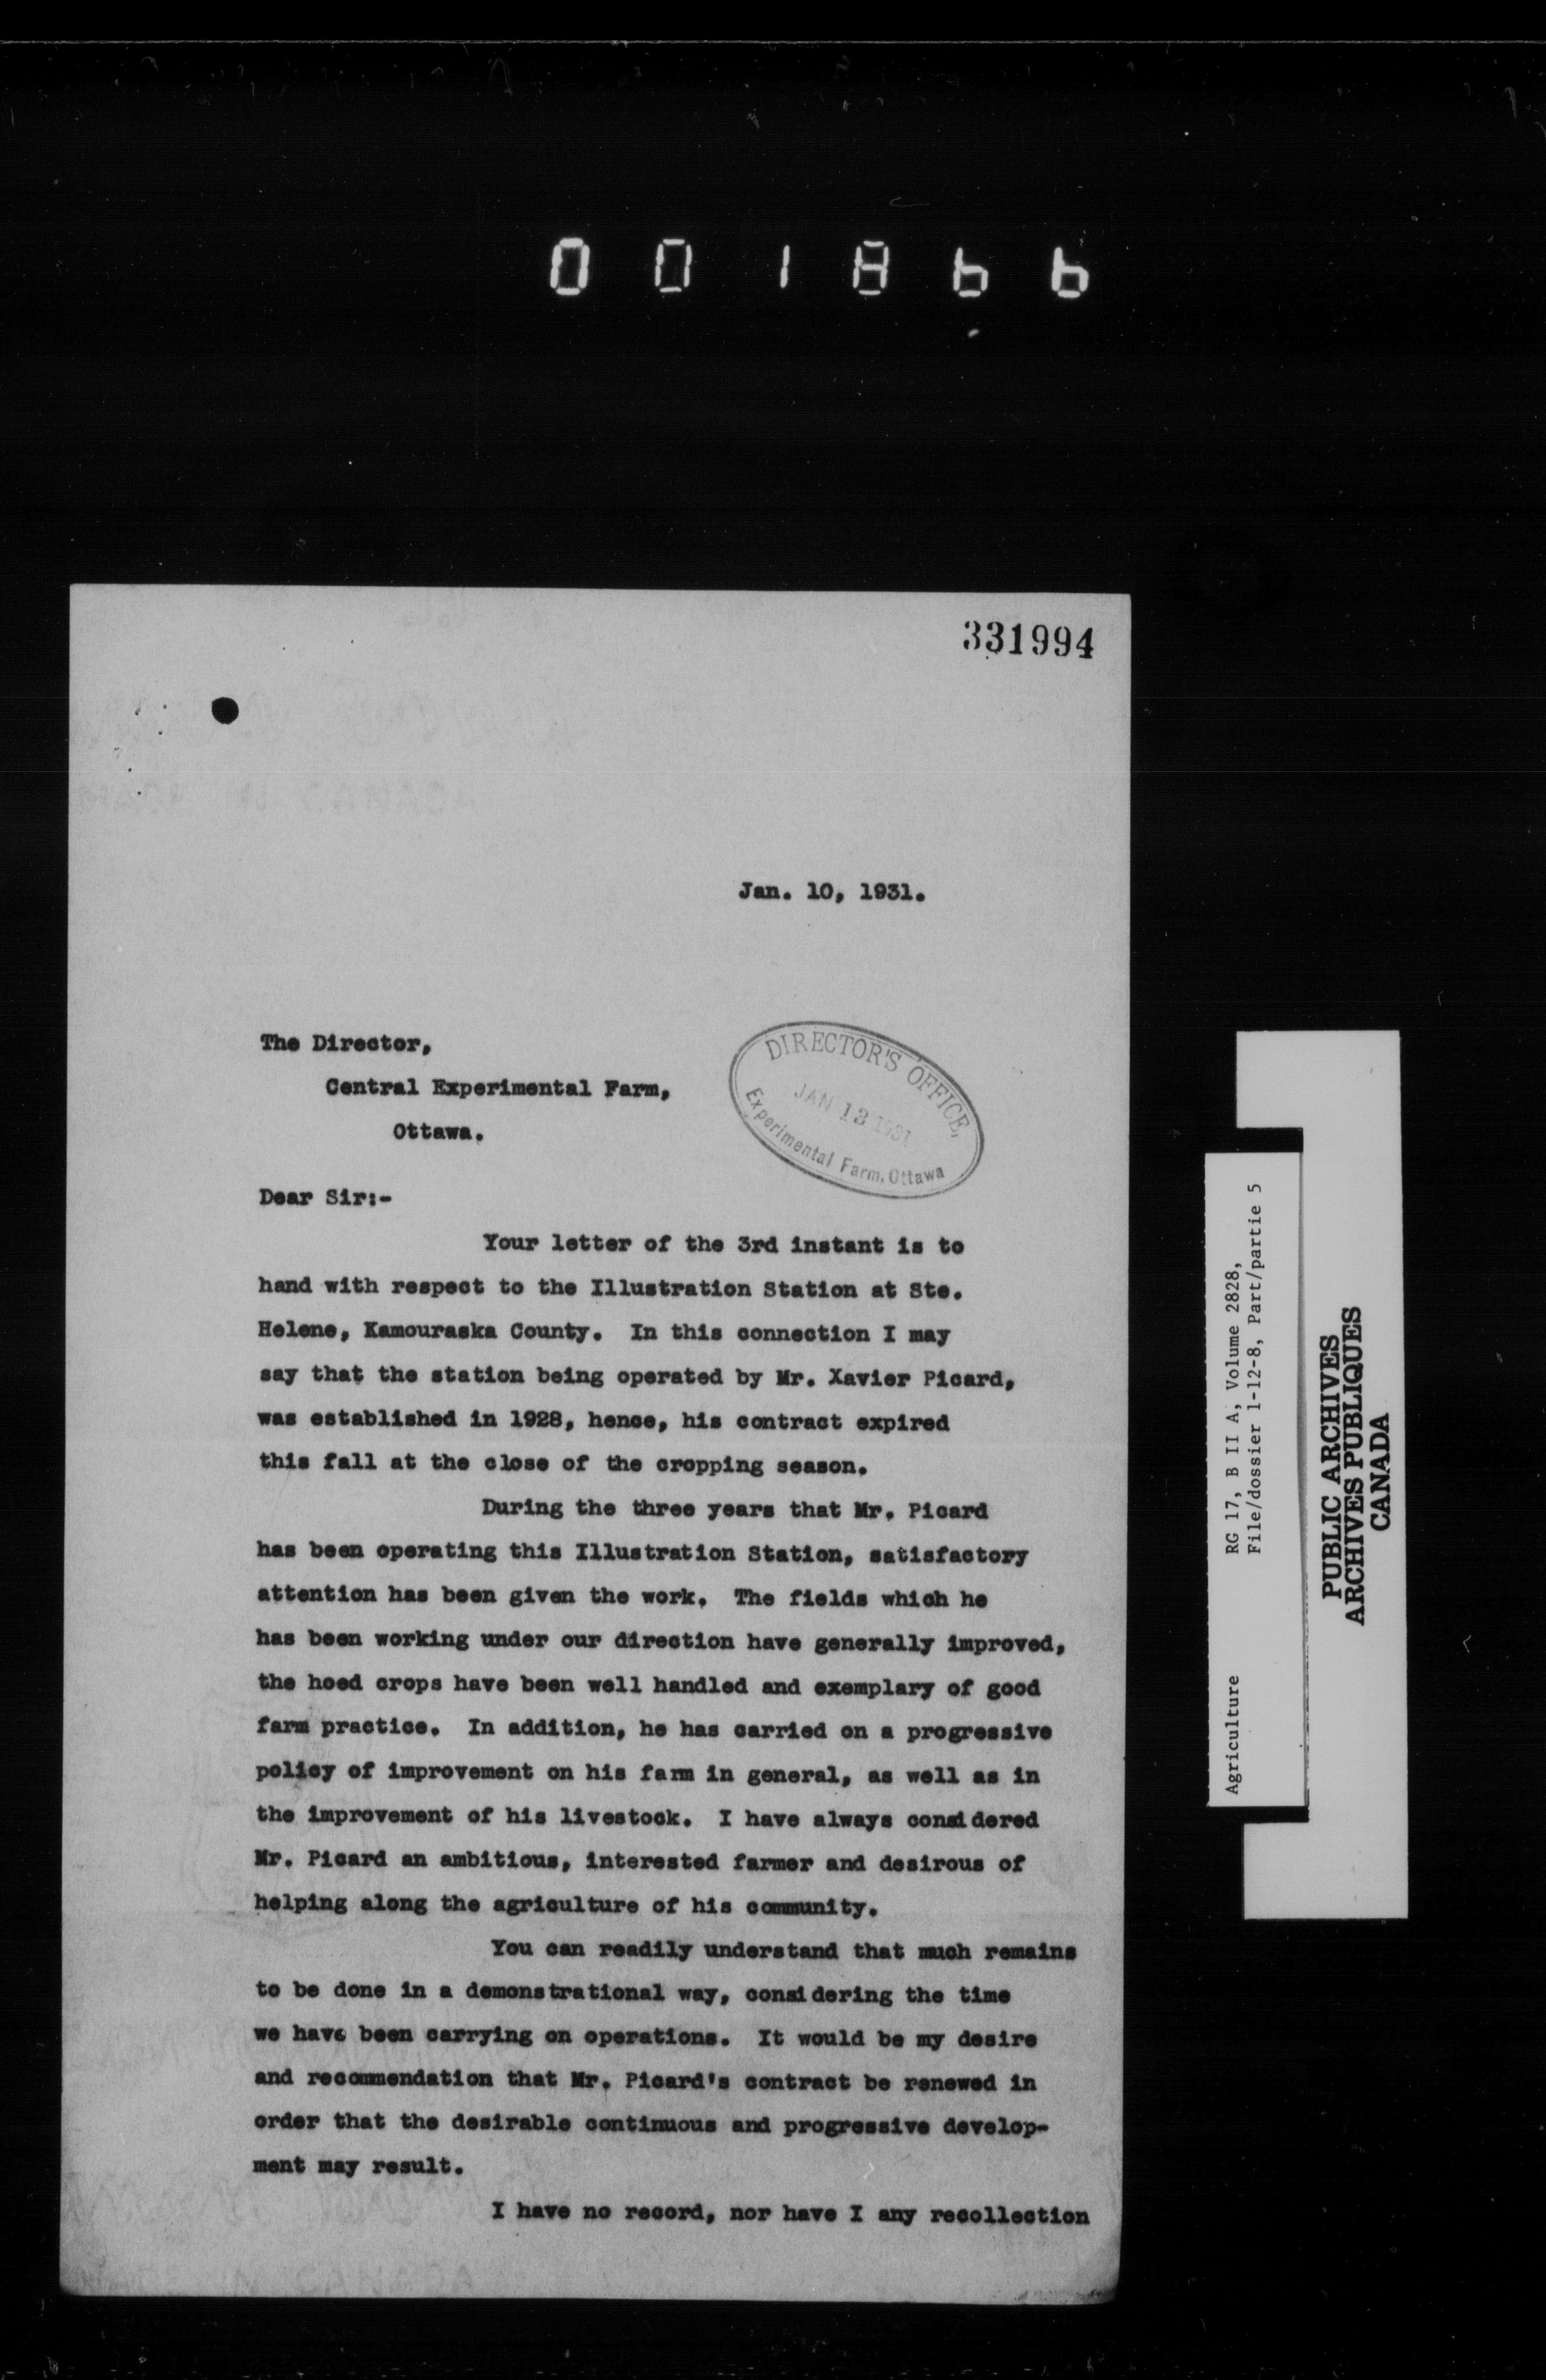 001866
331994
Jan. 10, 1931.
The Director,
Central Experimental Farm,
Ottawa.
DIRECTOR'S OFFICE,
JAN 13 1931
Experimental Farm, Ottawa
Dear Sir:-
Your letter of the 3rd instant is to
hand with respect to the Illustration Station at Ste.
Helene, Kamouraska County. In this connection I may
say that the station being operated by Mr. Xavier Picard,
was established in 1928, hence, his contract expired
this fall at the close of the cropping season.
During the three years that Mr. Picard
has been operating this Illustration Station, satisfactory
attention has been given the work. The fields which he
has been working under our direction have generally improved,
the hoed crops have been well handled and exemplary of good
farm practice. In addition, he has carried on a progressive
policy of improvement on his farm in general, as well as in
the improvement of his livestock. I have always considered
Mr. Picard an ambitious, interested farmer and desirous of
helping along the agriculture of his community.
You can readily understand that much remains
to be done in a demonstrational way, considering the time
we have been carrying on operations. It would be my desire
and recommendation that Mr. Picard's contract be renewed in
order that the desirable continuous and progressive develop-
ment may result.
I have no record, nor have I any recollection
Agriculture RG 17, B II A, Volume 2828,
File/dossier 1-12-8, Part/partie 5
PUBLIC ARCHIVES
ARCHIVES PUBLIQUES
CANADA